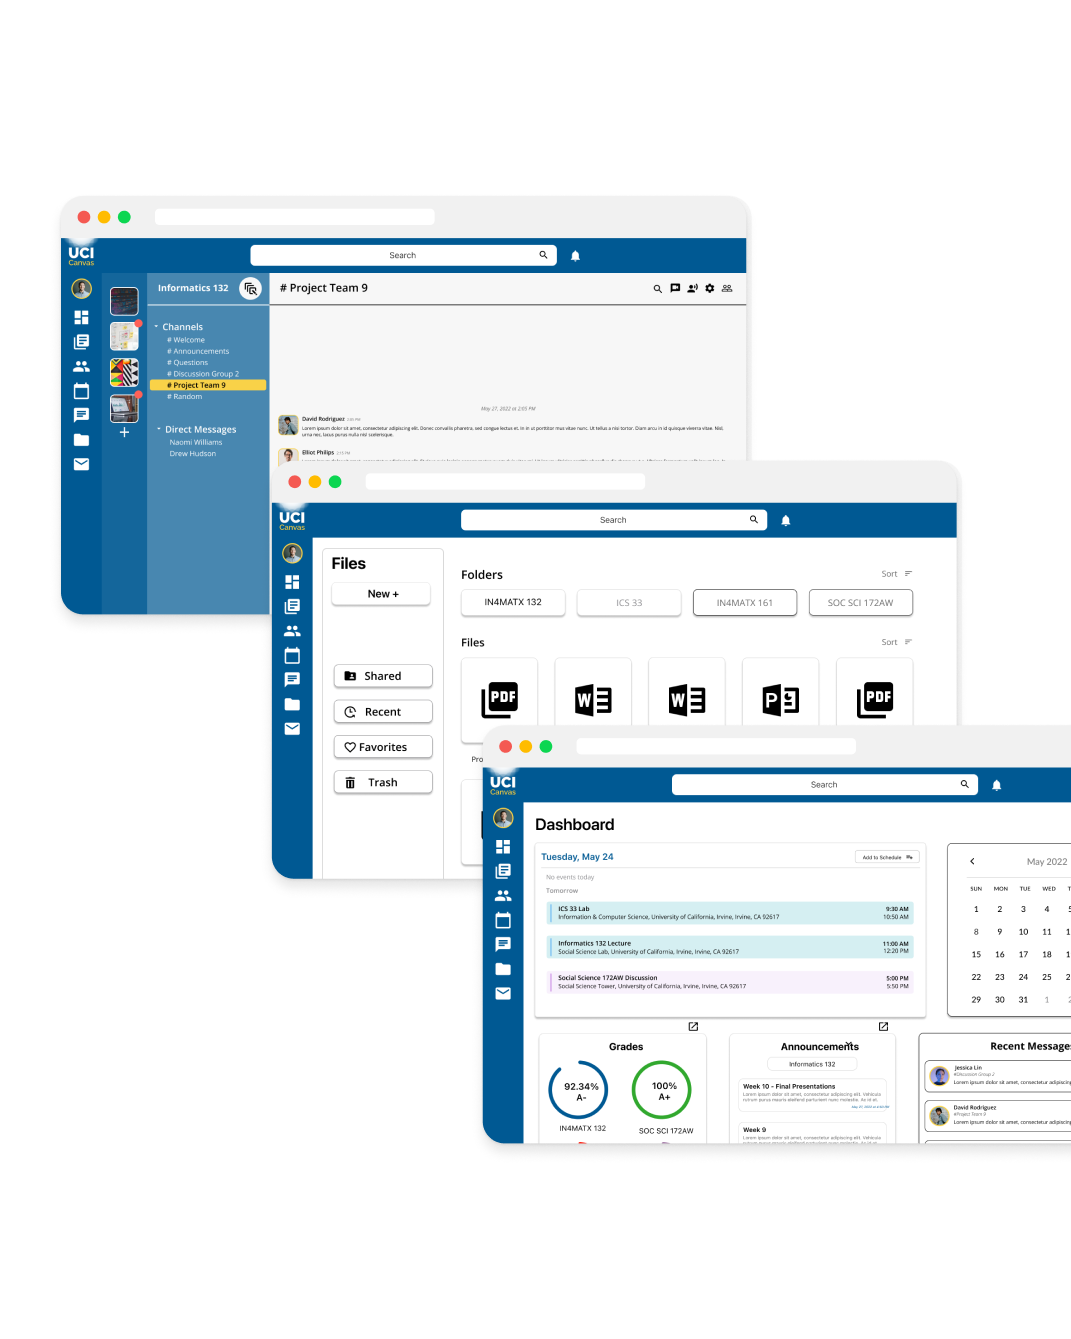 UCI
Canvas
Search
Informatics 132
# Project Team 9
Channels
# Welcome
# Announcements
# Questions
# Discussion Group 2
# Project Team 9
# Random
Direct Messages
Naomi Williams
Drew Hudson
May 27, 2022 at 2:05 PM
David Rodriguez
Lorem ipsum dolor sit amet, consectetur adipiscing elit. Donec convallis pharetra, sed congue lectus et. In in ut porttitor mus vitae nunc. Ut tellus a nisi tortor. Diam arcu in id quisque viverra vitae. Nisl,
urna nec, lacus purus nulla nisl scelerisque.
Elliot Philips 2:15 PM
UCI
Canvas
Search
Files
New +
Shared
Recent
Favorites
Trash
Folders
Sort
IN4MATX 132
ICS 33
IN4MATX 161
SOC SCI 172AW
Files
Sort
PDF
W
W
P
PDF
Pro
UCI
Canvas
Search
Dashboard
Tuesday, May 24
Add to Schedule
No events today
Tomorrow
ICS 33 Lab 9:30 AM
Information & Computer Science, University of California, Irvine, Irvine, CA 92617 10:50 AM
Informatics 132 Lecture 11:00 AM
Social Science Lab, University of California, Irvine, Irvine, CA 92617 12:20 PM
Social Science 172AW Discussion 5:00 PM
Social Science Tower, University of California, Irvine, Irvine, CA 92617 5:50 PM
May 2022
SUN MON TUE WED T
1 2 3 4 5
8 9 10 11 1
15 16 17 18 1
22 23 24 25 2
29 30 31 1 2
Grades
92.34%
A-
IN4MATX 132
100%
A+
SOC SCI 172AW
Announcements
Informatics 132
Week 10 - Final Presentations
Lorem ipsum dolor sit amet, consectetur adipiscing elit. Vehicula
rutrum purus mauris eleifend parturient nunc molestie. Ac id et.
Week 9
Lorem ipsum dolor sit amet, consectetur adipiscing elit. Vehicula
Recent Message
Jessica Lin
#Discussion Group 2
Lorem ipsum dolor sit amet, consectetur adipiscing
David Rodriguez
#Project Team 9
Lorem ipsum dolor sit amet, consectetur adipiscing